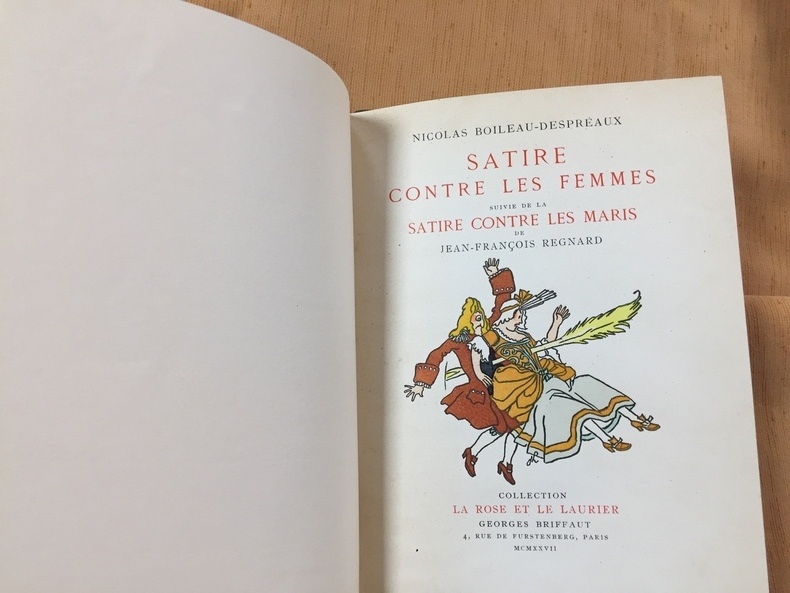 NICOLAS BOILEAU-DESPRÉAUX
SATIRE
CONTRE LES FEMMES
SUIVIE DE LA
SATIRE CONTRE LES MARIS
DE
JEAN-FRANÇOIS REGNARD
COLLECTION
LA ROSE ET LE LAURIER
GEORGES BRIFFAUT
4, RUE DE FURSTENBERG, PARIS
MCMXXVII